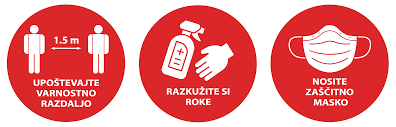 1.5 m
UPOŠTEVAJTE
VARNOSTNO
RAZDALJO
RAZKUŽITE SI
ROKE
NOSITE
ZAŠČITNO
MASKO